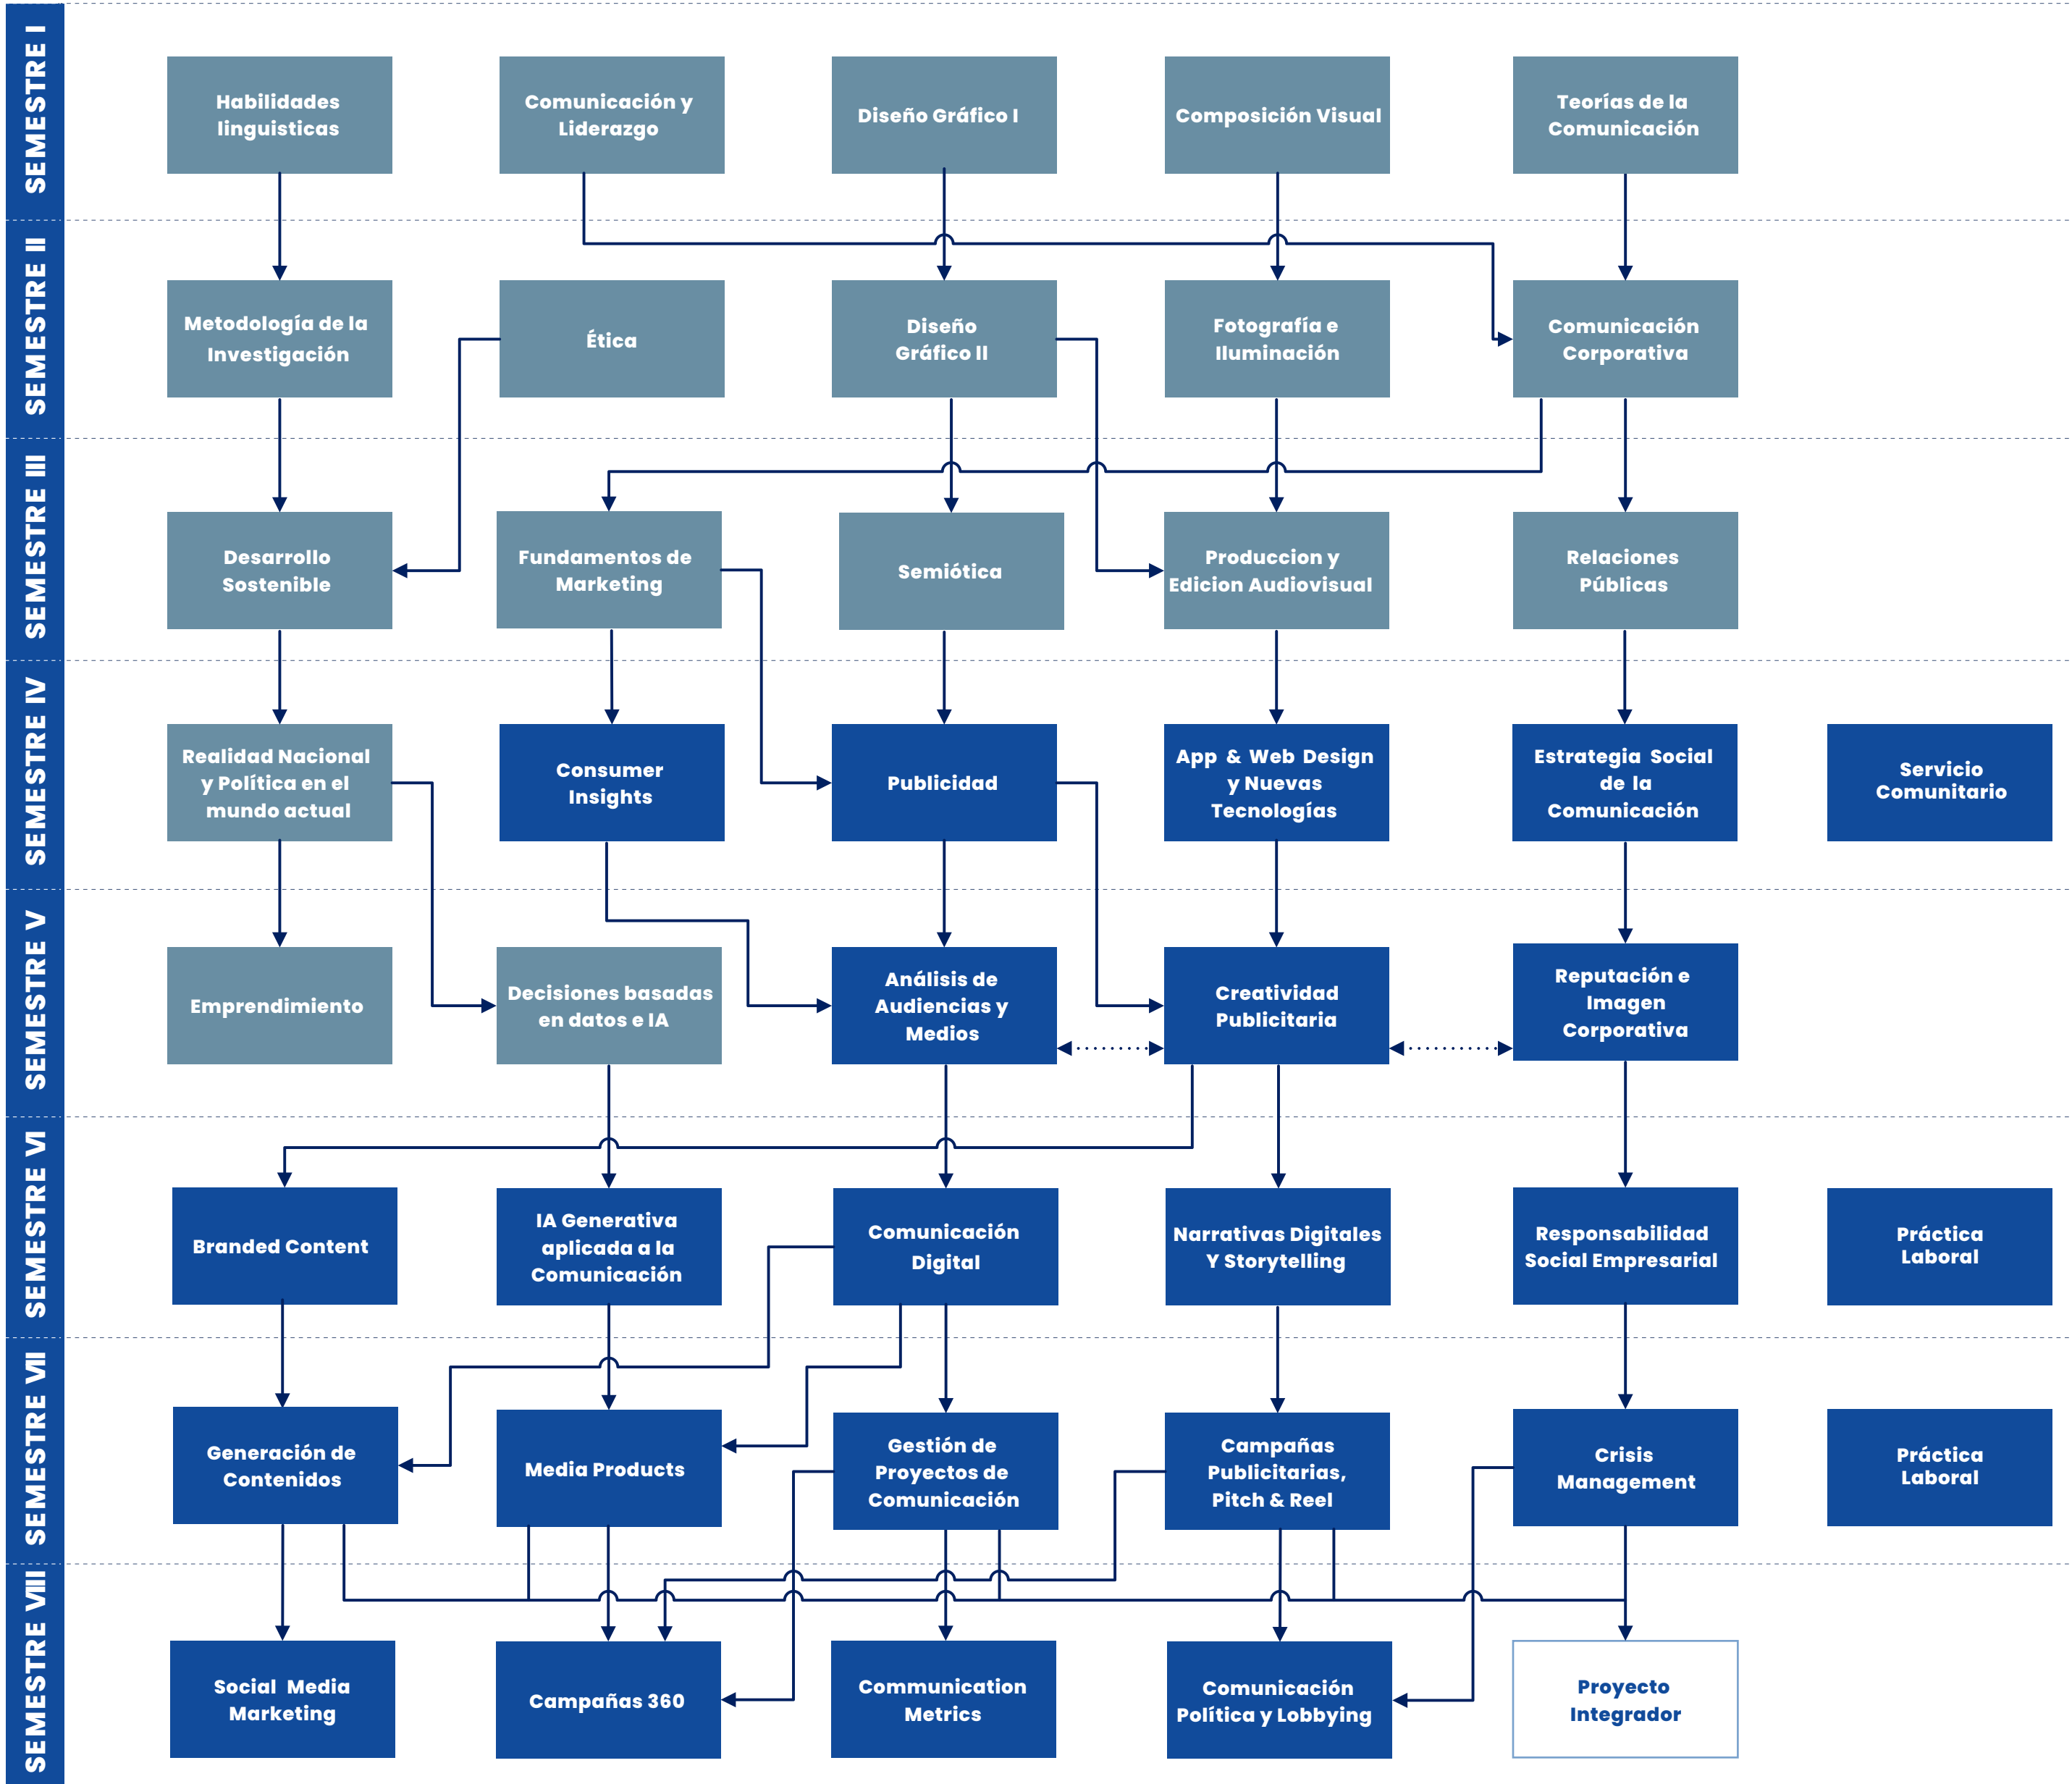 SEMESTRE I
Habilidades
linguisticas
Comunicación y
Liderazgo
Diseño Gráfico I
Composición Visual
Teorías de la
Comunicación
SEMESTRE II
Metodología de la
Investigación
Ética
Diseño
Gráfico II
Fotografía e
Iluminación
Comunicación
Corporativa
SEMESTRE III
Desarrollo
Sostenible
Fundamentos de
Marketing
Semiótica
Produccion y
Edicion Audiovisual
Relaciones
Públicas
SEMESTRE IV
Realidad Nacional
y Política en el
mundo actual
Consumer
Insights
Publicidad
App & Web Design
y Nuevas
Tecnologías
Estrategia Social
de la
Comunicación
Servicio
Comunitario
SEMESTRE V
Emprendimiento
Decisiones basadas
en datos e IA
Análisis de
Audiencias y
Medios
Creatividad
Publicitaria
Reputación e
Imagen
Corporativa
SEMESTRE VI
Branded Content
IA Generativa
aplicada a la
Comunicación
Comunicación
Digital
Narrativas Digitales
Y Storytelling
Responsabilidad
Social Empresarial
Práctica
Laboral
SEMESTRE VII
Generación de
Contenidos
Media Products
Gestión de
Proyectos de
Comunicación
Campañas
Publicitarias,
Pitch & Reel
Crisis
Management
Práctica
Laboral
SEMESTRE VIII
Social Media
Marketing
Campañas 360
Communication
Metrics
Comunicación
Política y Lobbying
Proyecto
Integrador